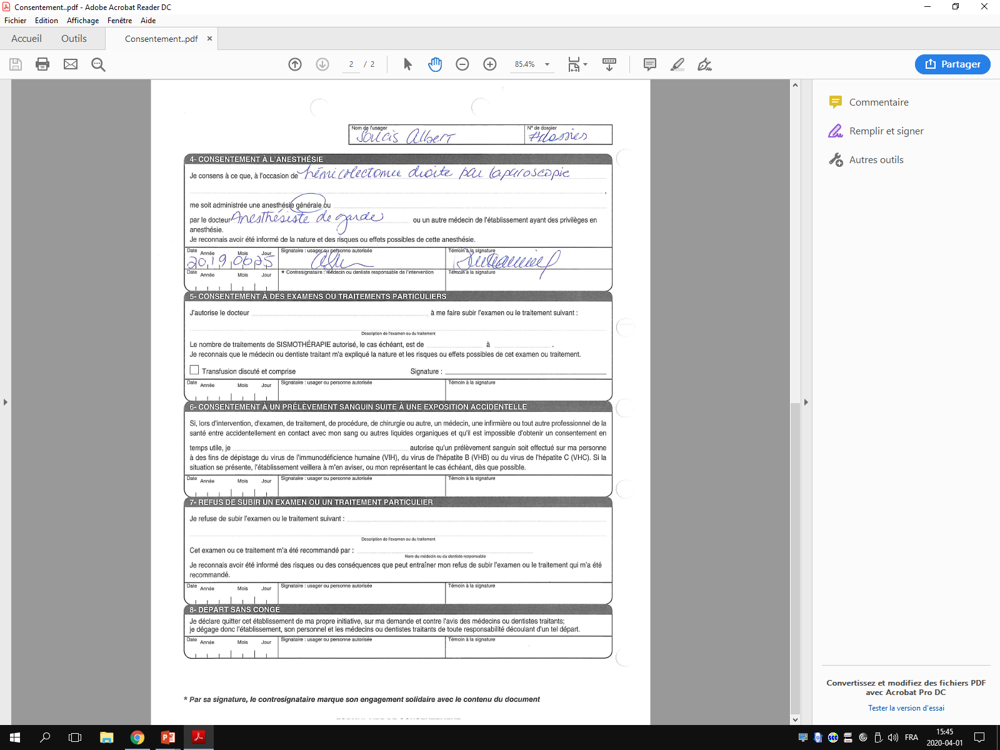 Consentement..pdf - Adobe Acrobat Reader DC
Fichier Edition Affichage Fenêtre Aide
Accueil Outils Consentement..pdf ×
2 / 2 85.4%
Partager
Commentaire
Remplir et signer
Autres outils
Nom de l'usager N° de dossier
Soucis Albert #dossier
4- CONSENTEMENT À L'ANESTHÉSIE
Je consens à ce que, à l'occasion de hémicolectomie droite par laparoscopie
,
me soit administrée une anesthésie générale ou
par le docteur Anesthésiste de garde ou un autre médecin de l'établissement ayant des privilèges en
anesthésie.
Je reconnais avoir été informé de la nature et des risques ou effets possibles de cette anesthésie.
Date Année Mois Jour Signataire : usager ou personne autorisée Témoin à la signature
2019 06 25
Date Année Mois Jour * Contresignataire : médecin ou dentiste responsable de l'intervention Témoin à la signature
5- CONSENTEMENT À DES EXAMENS OU TRAITEMENTS PARTICULIERS
J'autorise le docteur à me faire subir l'examen ou le traitement suivant :
Description de l'examen ou du traitement
Le nombre de traitements de SISMOTHÉRAPIE autorisé, le cas échéant, est de à .
Je reconnais que le médecin ou dentiste traitant m'a expliqué la nature et les risques ou effets possibles de cet examen ou traitement.
Transfusion discuté et comprise Signature :
Date Année Mois Jour Signataire : usager ou personne autorisée Témoin à la signature
6- CONSENTEMENT À UN PRÉLÈVEMENT SANGUIN SUITE À UNE EXPOSITION ACCIDENTELLE
Si, lors d'intervention, d'examen, de traitement, de procédure, de chirurgie ou autre, un médecin, une infirmière ou tout autre professionnel de la
santé entre accidentellement en contact avec mon sang ou autres liquides organiques et qu'il est impossible d'obtenir un consentement en
temps utile, je autorise qu'un prélèvement sanguin soit effectué sur ma personne
à des fins de dépistage du virus de l'immunodéficience humaine (VIH), du virus de l'hépatite B (VHB) ou du virus de l'hépatite C (VHC). Si la
situation se présente, l'établissement veillera à m'en aviser, ou mon représentant le cas échéant, dès que possible.
Date Année Mois Jour Signataire : usager ou personne autorisée Témoin à la signature
7- REFUS DE SUBIR UN EXAMEN OU UN TRAITEMENT PARTICULIER
Je refuse de subir l'examen ou le traitement suivant :
Description de l'examen ou du traitement
Cet examen ou ce traitement m'a été recommandé par :
Nom du médecin ou du dentiste responsable
Je reconnais avoir été informé des risques ou des conséquences que peut entraîner mon refus de subir l'examen ou le traitement qui m'a été
recommandé.
Date Année Mois Jour Signataire : usager ou personne autorisée Témoin à la signature
8- DÉPART SANS CONGÉ
Je déclare quitter cet établissement de ma propre initiative, sur ma demande et contre l'avis des médecins ou dentistes traitants;
je dégage donc l'établissement, son personnel et les médecins ou dentistes traitants de toute responsabilité découlant d'un tel départ.
Date Année Mois Jour Signataire : usager ou personne autorisée Témoin à la signature
* Par sa signature, le contresignataire marque son engagement solidaire avec le contenu du document
Convertissez et modifiez des fichiers PDF
avec Acrobat Pro DC
Tester la version d'essai
FRA 15:45
2020-04-01